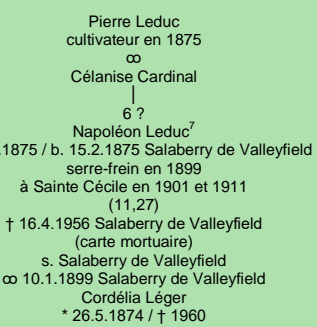 Pierre Leduc
cultivateur en 1875
∞
Célanise Cardinal
|
6 ?
Napoléon Leduc7
.1875 / b. 15.2.1875 Salaberry de Valleyfield
serre-frein en 1899
à Sainte Cécile en 1901 et 1911
(11,27)
† 16.4.1956 Salaberry de Valleyfield
(carte mortuaire)
s. Salaberry de Valleyfield
∞ 10.1.1899 Salaberry de Valleyfield
Cordélia Léger
* 26.5.1874 / † 1960